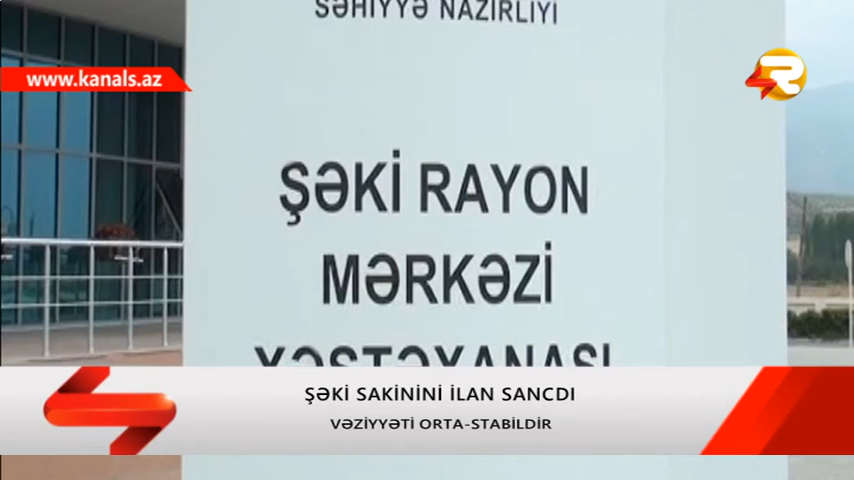 SƏHİYYƏ NAZİRLİYİ
www.kanals.az
ŞƏKİ RAYON
MƏRKƏZİ
XƏSTƏXANASI
ŞƏKİ SAKİNİNİ İLAN SANCDI
VƏZİYYƏTİ ORTA-STABİLDİR